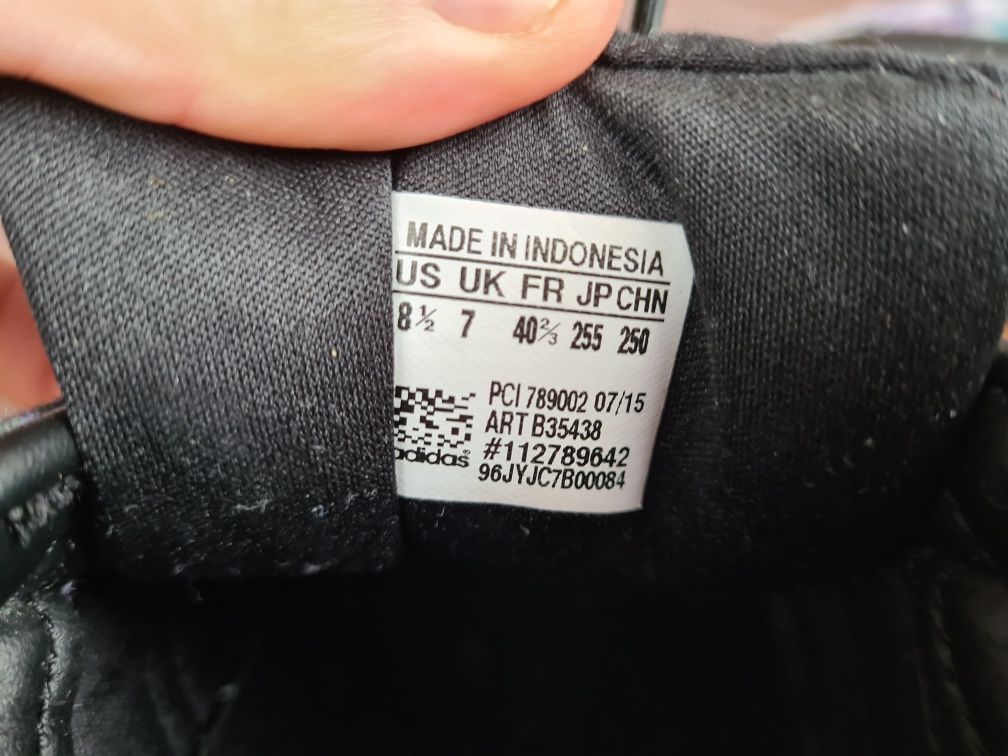 MADE IN INDONESIA
US UK FR JP CHN
8½ 7 40⅔ 255 250
PCI 789002 07/15
ART B35438
#112789642
adidas
96JYJC7B00084